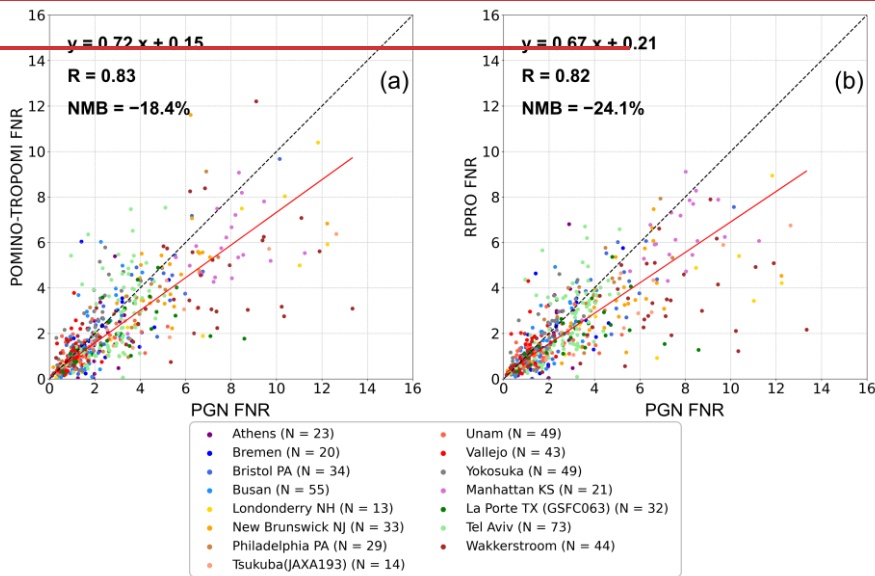 16
14
12
10
8
6
4
2
0
0
2
4
6
8
10
12
14
16
POMINO-TROPOMI FNR
PGN FNR
y = 0.72 x + 0.15
R = 0.83
NMB = −18.4%
(a)
16
14
12
10
8
6
4
2
0
0
2
4
6
8
10
12
14
16
RPRO FNR
PGN FNR
y = 0.67 x + 0.21
R = 0.82
NMB = −24.1%
(b)
Athens (N = 23)
Bremen (N = 20)
Bristol PA (N = 34)
Busan (N = 55)
Londonderry NH (N = 13)
New Brunswick NJ (N = 33)
Philadelphia PA (N = 29)
Tsukuba(JAXA193) (N = 14)
Unam (N = 49)
Vallejo (N = 43)
Yokosuka (N = 49)
Manhattan KS (N = 21)
La Porte TX (GSFC063) (N = 32)
Tel Aviv (N = 73)
Wakkerstroom (N = 44)